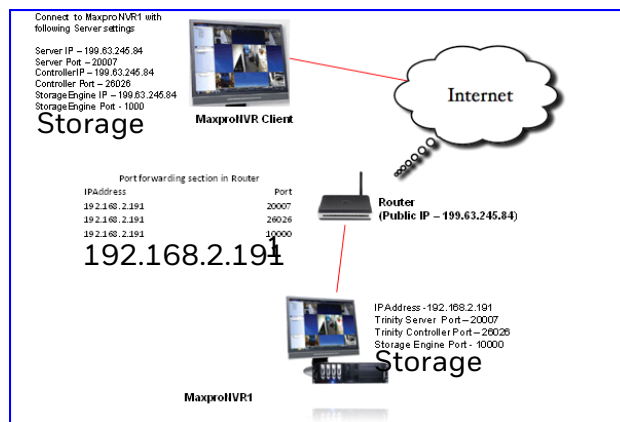 Connect to MaxproNVR1 with
following Server settings
Server IP – 199.63.245.84
Server Port – 20007
ControllerIP – 199.63.245.84
Controller Port – 26026
StorageEngine IP – 199.63.245.84
StorageEngine Port - 1000
Storage
MaxproNVR Client
Internet
Port forwarding section in Router
IPAddress Port
192.168.2.191 20007
192.168.2.191 26026
192.168.2.191 10000
192.168.2.191
1
Router
(Public IP – 199.63.245.84)
IPAddress -192.168.2.191
Trinity Server Port – 20007
Trinity Controller Port – 26026
Storage Engine Port - 10000
Storage
MaxproNVR1